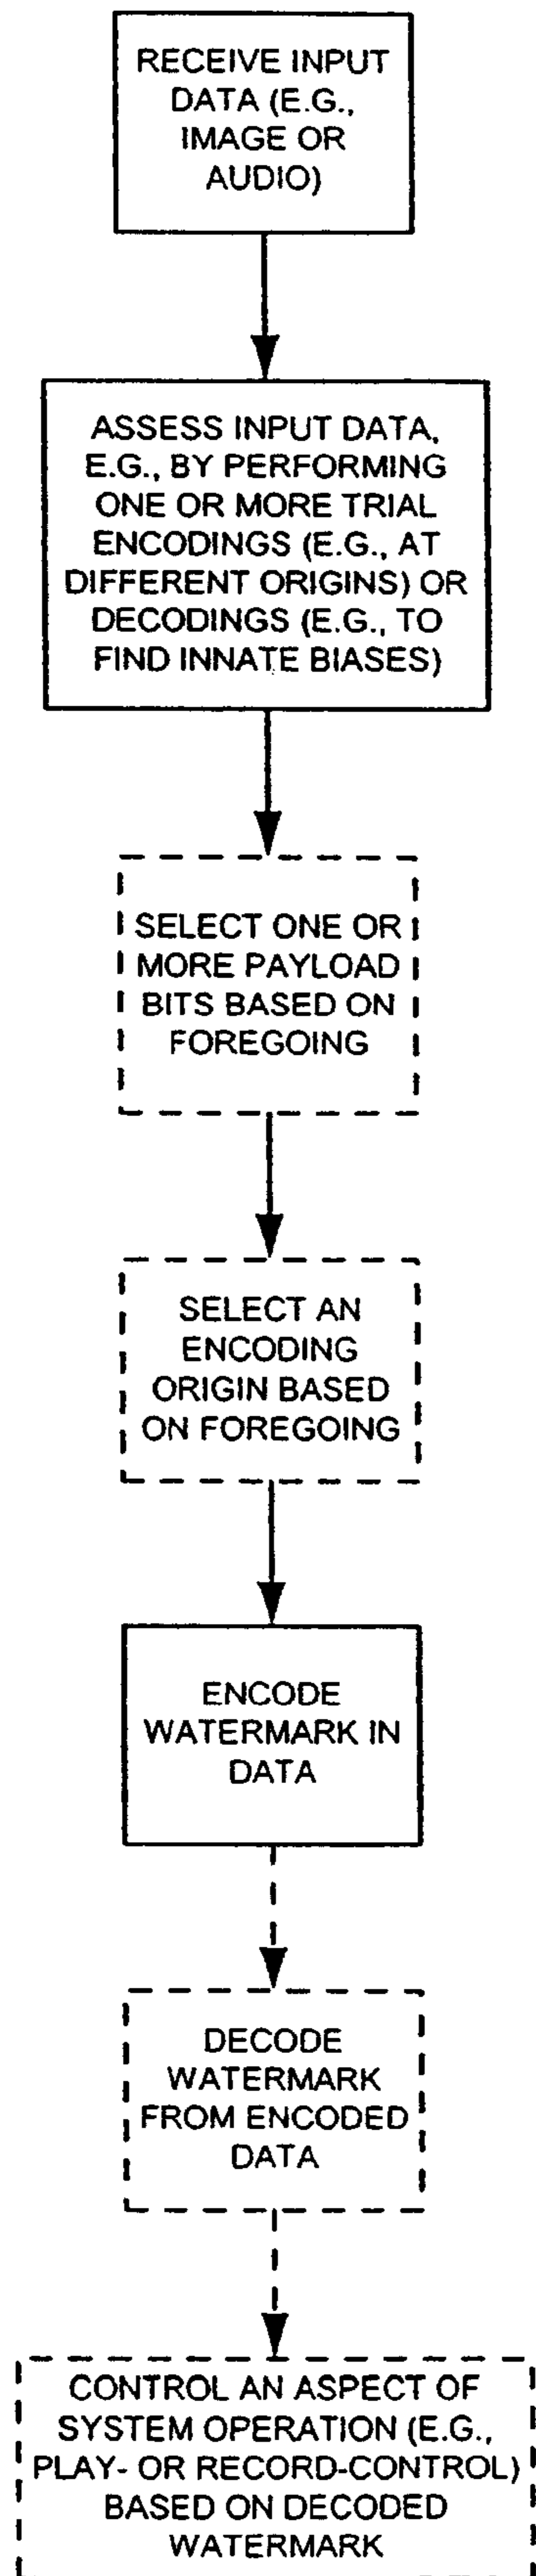 RECEIVE INPUT
DATA (E.G.,
IMAGE OR
AUDIO)
ASSESS INPUT DATA,
E.G., BY PERFORMING
ONE OR MORE TRIAL
ENCODINGS (E.G., AT
DIFFERENT ORIGINS) OR
DECODINGS (E.G., TO
FIND INNATE BIASES)
SELECT ONE OR
MORE PAYLOAD
BITS BASED ON
FOREGOING
SELECT AN
ENCODING
ORIGIN BASED
ON FOREGOING
ENCODE
WATERMARK IN
DATA
DECODE
WATERMARK
FROM ENCODED
DATA
CONTROL AN ASPECT OF
SYSTEM OPERATION (E.G.,
PLAY- OR RECORD-CONTROL)
BASED ON DECODED
WATERMARK